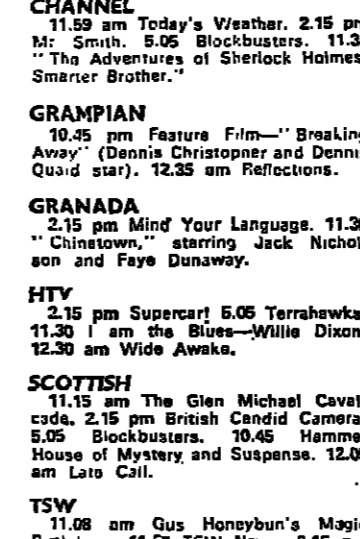 CHANNEL
11.59 am Today's Weather. 2.15 pm
Mr Smith. 5.05 Blockbusters. 11.3
"The Adventures of Sherlock Holmes
Smarter Brother."
GRAMPIAN
10.45 pm Feature Film—"Breaking
Away" (Dennis Christopner and Denni
Quaid star). 12.35 am Reflections.
GRANADA
2.15 pm Mind Your Language. 11.30
"Chinatown," starring Jack Nichol
son and Faye Dunaway.
HTV
2.15 pm Supercar! 5.05 Terrahawks
11.30 I am the Blues—Willie Dixon
12.30 am Wide Awake.
SCOTTISH
11.15 am The Glen Michael Caval
cade. 2.15 pm British Candid Camera
5.05 Blockbusters. 10.45 Hamme
House of Mystery and Suspense. 12.05
am Late Call.
TSW
11.08 am Gus Honeybun's Magic